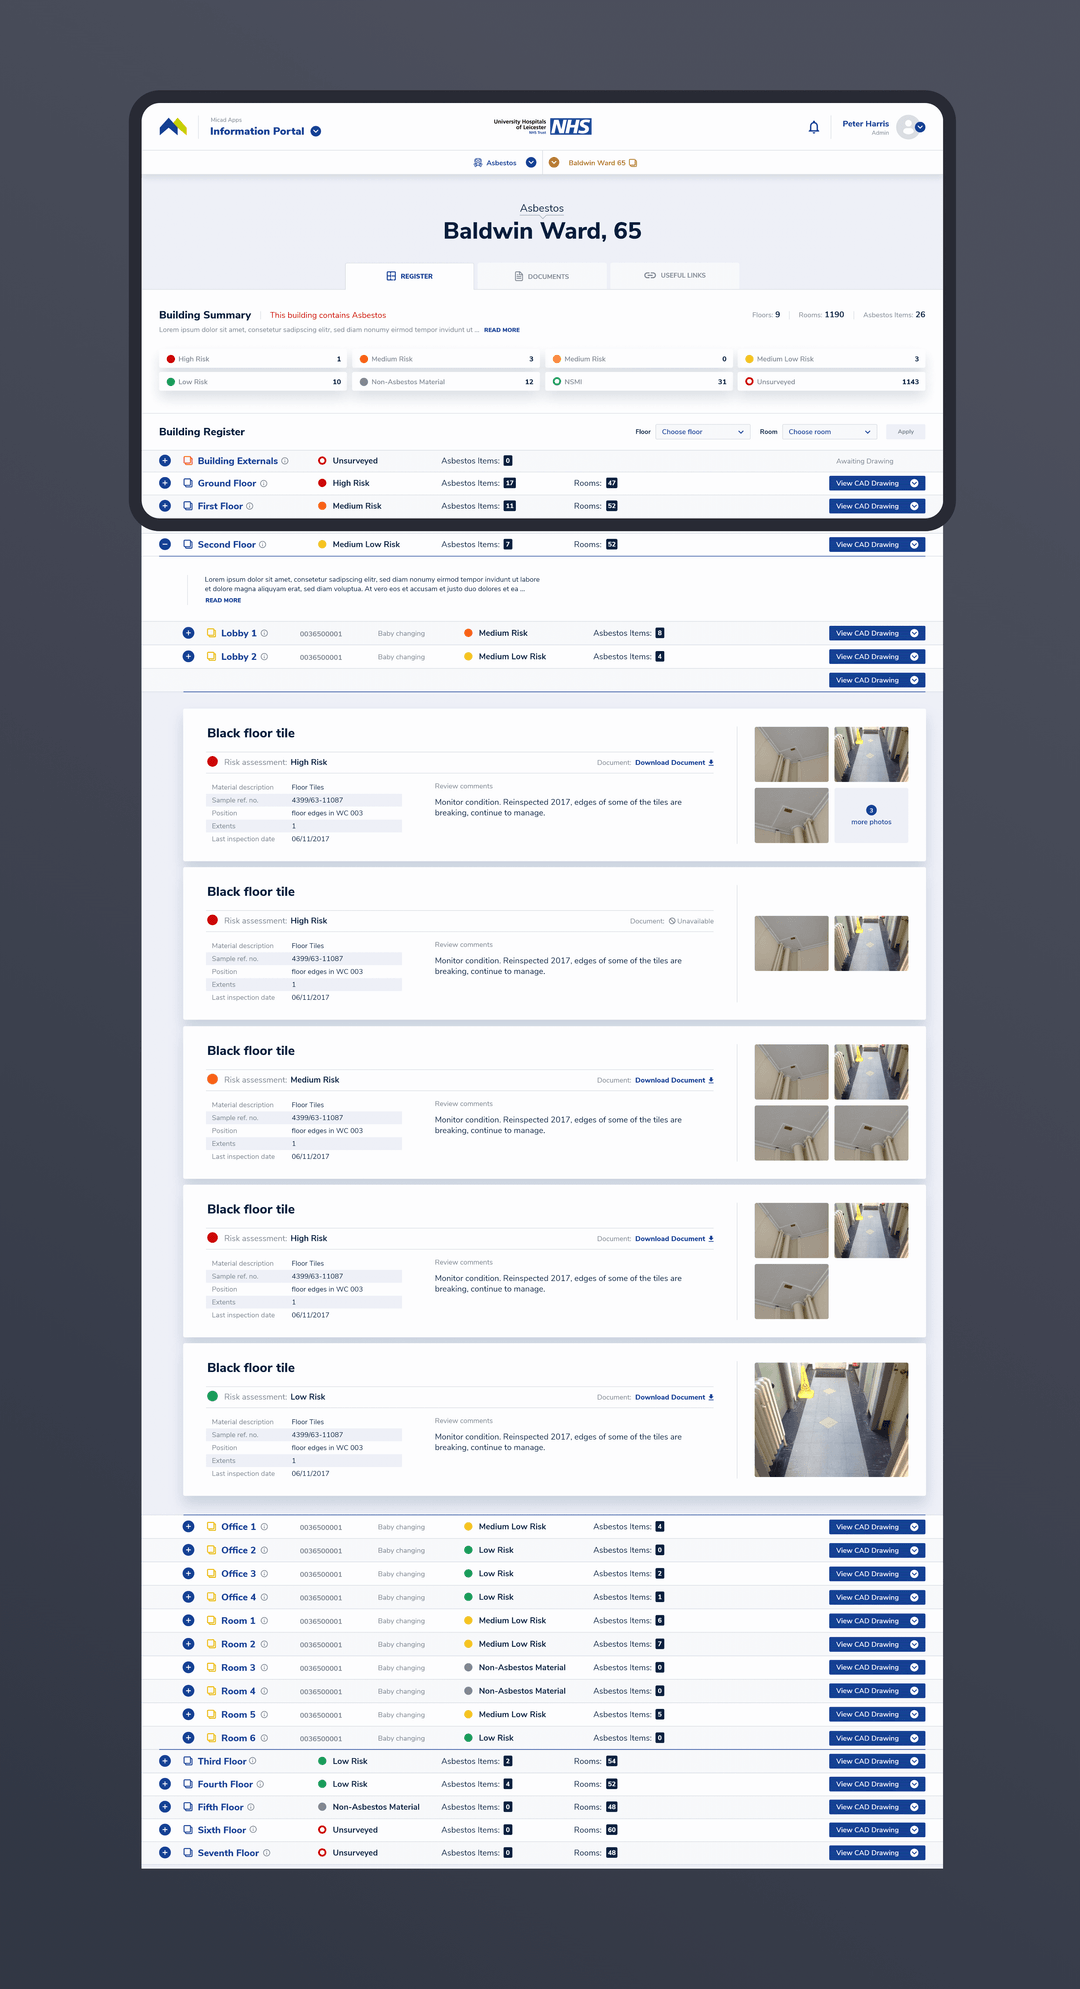 Micad Apps
Information Portal
University Hospitals
of Leicester
NHS Trust
NHS
Peter Harris
Admin
Asbestos
Baldwin Ward 65
Asbestos
Baldwin Ward, 65
REGISTER
DOCUMENTS
USEFUL LINKS
Building Summary This building contains Asbestos
Floors: 9 Rooms: 1190 Asbestos Items: 26
Lorem ipsum dolor sit amet, consetetur sadipscing elitr, sed diam nonumy eirmod tempor invidunt ut ... READ MORE
High Risk 1 Medium Risk 3 Medium Risk 0 Medium Low Risk 3
Low Risk 10 Non-Asbestos Material 12 NSMI 31 Unsurveyed 1143
Building Register Floor Choose floor Room Choose room Apply
Building Externals Unsurveyed Asbestos Items: 0 Awaiting Drawing
Ground Floor High Risk Asbestos Items: 17 Rooms: 47 View CAD Drawing
First Floor Medium Risk Asbestos Items: 11 Rooms: 52 View CAD Drawing
Second Floor Medium Low Risk Asbestos Items: 7 Rooms: 52 View CAD Drawing
Lorem ipsum dolor sit amet, consetetur sadipscing elitr, sed diam nonumy eirmod tempor invidunt ut labore
et dolore magna aliquyam erat, sed diam voluptua. At vero eos et accusam et justo duo dolores et ea ...
READ MORE
Lobby 1 0036500001 Baby changing Medium Risk Asbestos Items: 8 View CAD Drawing
Lobby 2 0036500001 Baby changing Medium Low Risk Asbestos Items: 4 View CAD Drawing
View CAD Drawing
Black floor tile
Risk assessment: High Risk Document: Download Document
Material description Floor Tiles
Sample ref. no. 4399/63-11087
Position floor edges in WC 003
Extents 1
Last inspection date 06/11/2017
Review comments
Monitor condition. Reinspected 2017, edges of some of the tiles are
breaking, continue to manage.
3
more photos
Black floor tile
Risk assessment: High Risk Document: Unavailable
Material description Floor Tiles
Sample ref. no. 4399/63-11087
Position floor edges in WC 003
Extents 1
Last inspection date 06/11/2017
Review comments
Monitor condition. Reinspected 2017, edges of some of the tiles are
breaking, continue to manage.
Black floor tile
Risk assessment: Medium Risk Document: Download Document
Material description Floor Tiles
Sample ref. no. 4399/63-11087
Position floor edges in WC 003
Extents 1
Last inspection date 06/11/2017
Review comments
Monitor condition. Reinspected 2017, edges of some of the tiles are
breaking, continue to manage.
Black floor tile
Risk assessment: High Risk Document: Download Document
Material description Floor Tiles
Sample ref. no. 4399/63-11087
Position floor edges in WC 003
Extents 1
Last inspection date 06/11/2017
Review comments
Monitor condition. Reinspected 2017, edges of some of the tiles are
breaking, continue to manage.
Black floor tile
Risk assessment: Low Risk Document: Download Document
Material description Floor Tiles
Sample ref. no. 4399/63-11087
Position floor edges in WC 003
Extents 1
Last inspection date 06/11/2017
Review comments
Monitor condition. Reinspected 2017, edges of some of the tiles are
breaking, continue to manage.
Office 1 0036500001 Baby changing Medium Low Risk Asbestos Items: 4 View CAD Drawing
Office 2 0036500001 Baby changing Low Risk Asbestos Items: 0 View CAD Drawing
Office 3 0036500001 Baby changing Low Risk Asbestos Items: 2 View CAD Drawing
Office 4 0036500001 Baby changing Low Risk Asbestos Items: 1 View CAD Drawing
Room 1 0036500001 Baby changing Medium Low Risk Asbestos Items: 6 View CAD Drawing
Room 2 0036500001 Baby changing Medium Low Risk Asbestos Items: 7 View CAD Drawing
Room 3 0036500001 Baby changing Non-Asbestos Material Asbestos Items: 0 View CAD Drawing
Room 4 0036500001 Baby changing Non-Asbestos Material Asbestos Items: 0 View CAD Drawing
Room 5 0036500001 Baby changing Medium Low Risk Asbestos Items: 5 View CAD Drawing
Room 6 0036500001 Baby changing Low Risk Asbestos Items: 0 View CAD Drawing
Third Floor Low Risk Asbestos Items: 2 Rooms: 54 View CAD Drawing
Fourth Floor Low Risk Asbestos Items: 4 Rooms: 52 View CAD Drawing
Fifth Floor Non-Asbestos Material Asbestos Items: 0 Rooms: 48 View CAD Drawing
Sixth Floor Unsurveyed Asbestos Items: 0 Rooms: 60 View CAD Drawing
Seventh Floor Unsurveyed Asbestos Items: 0 Rooms: 48 View CAD Drawing